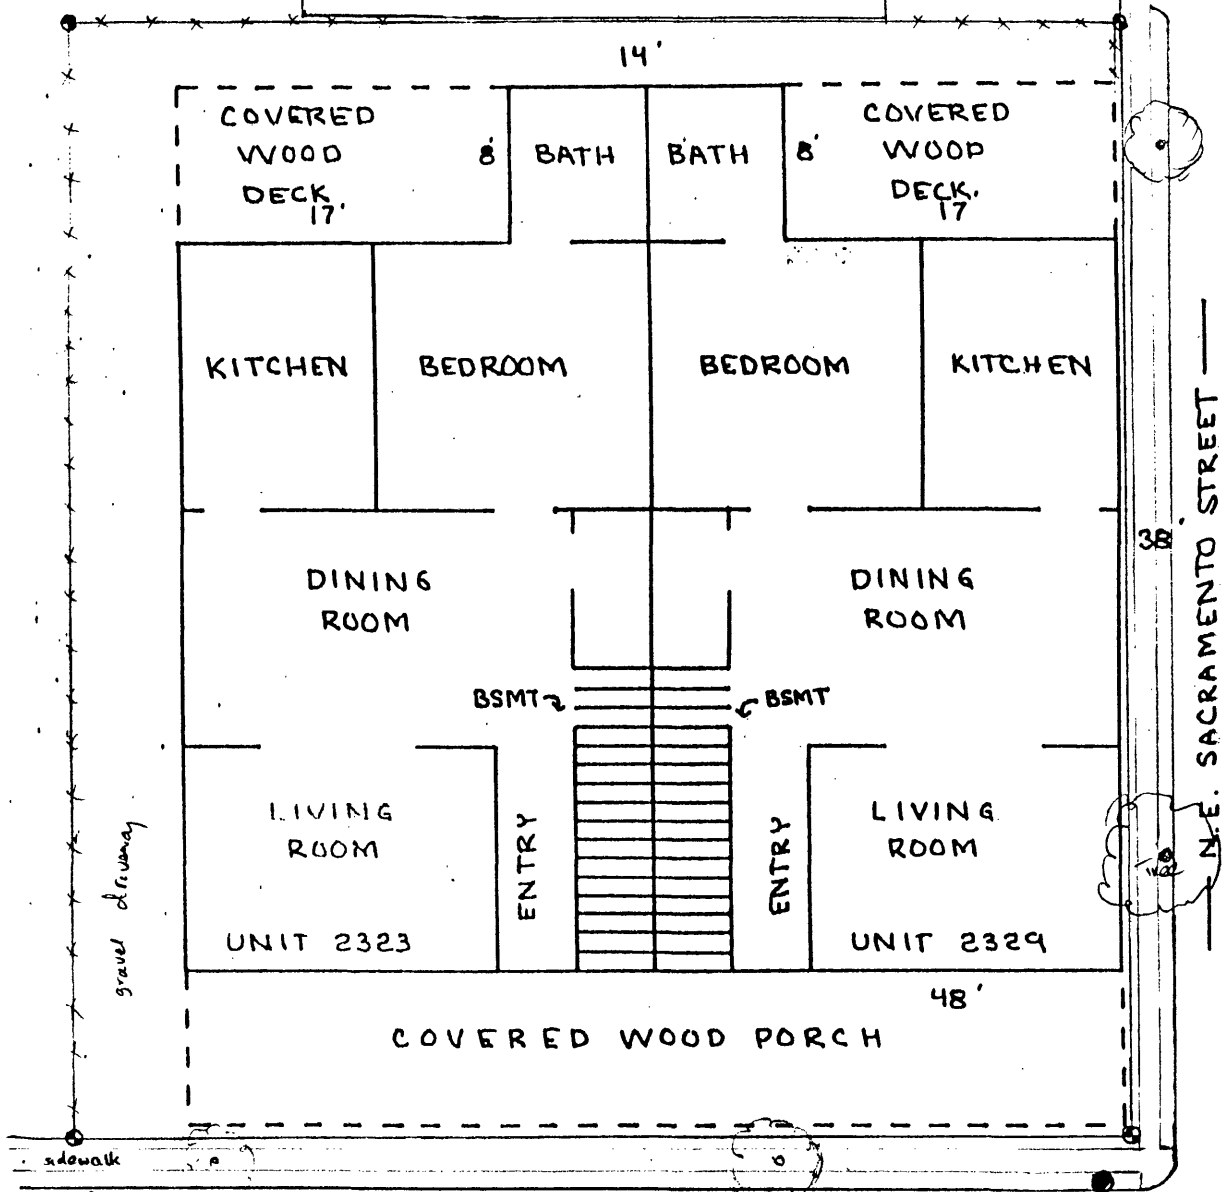 14'
COVERED
WOOD
DECK
17'
8'
BATH
BATH
8'
COVERED
WOOD
DECK.
17
KITCHEN
BEDROOM
BEDROOM
KITCHEN
38'
N.E. SACRAMENTO STREET
DINING
ROOM
DINING
ROOM
BSMT
BSMT
LIVING
ROOM
ENTRY
ENTRY
LIVING
ROOM
Tree
gravel driveway
UNIT 2323
UNIT 2329
48'
COVERED WOOD PORCH
sidewalk